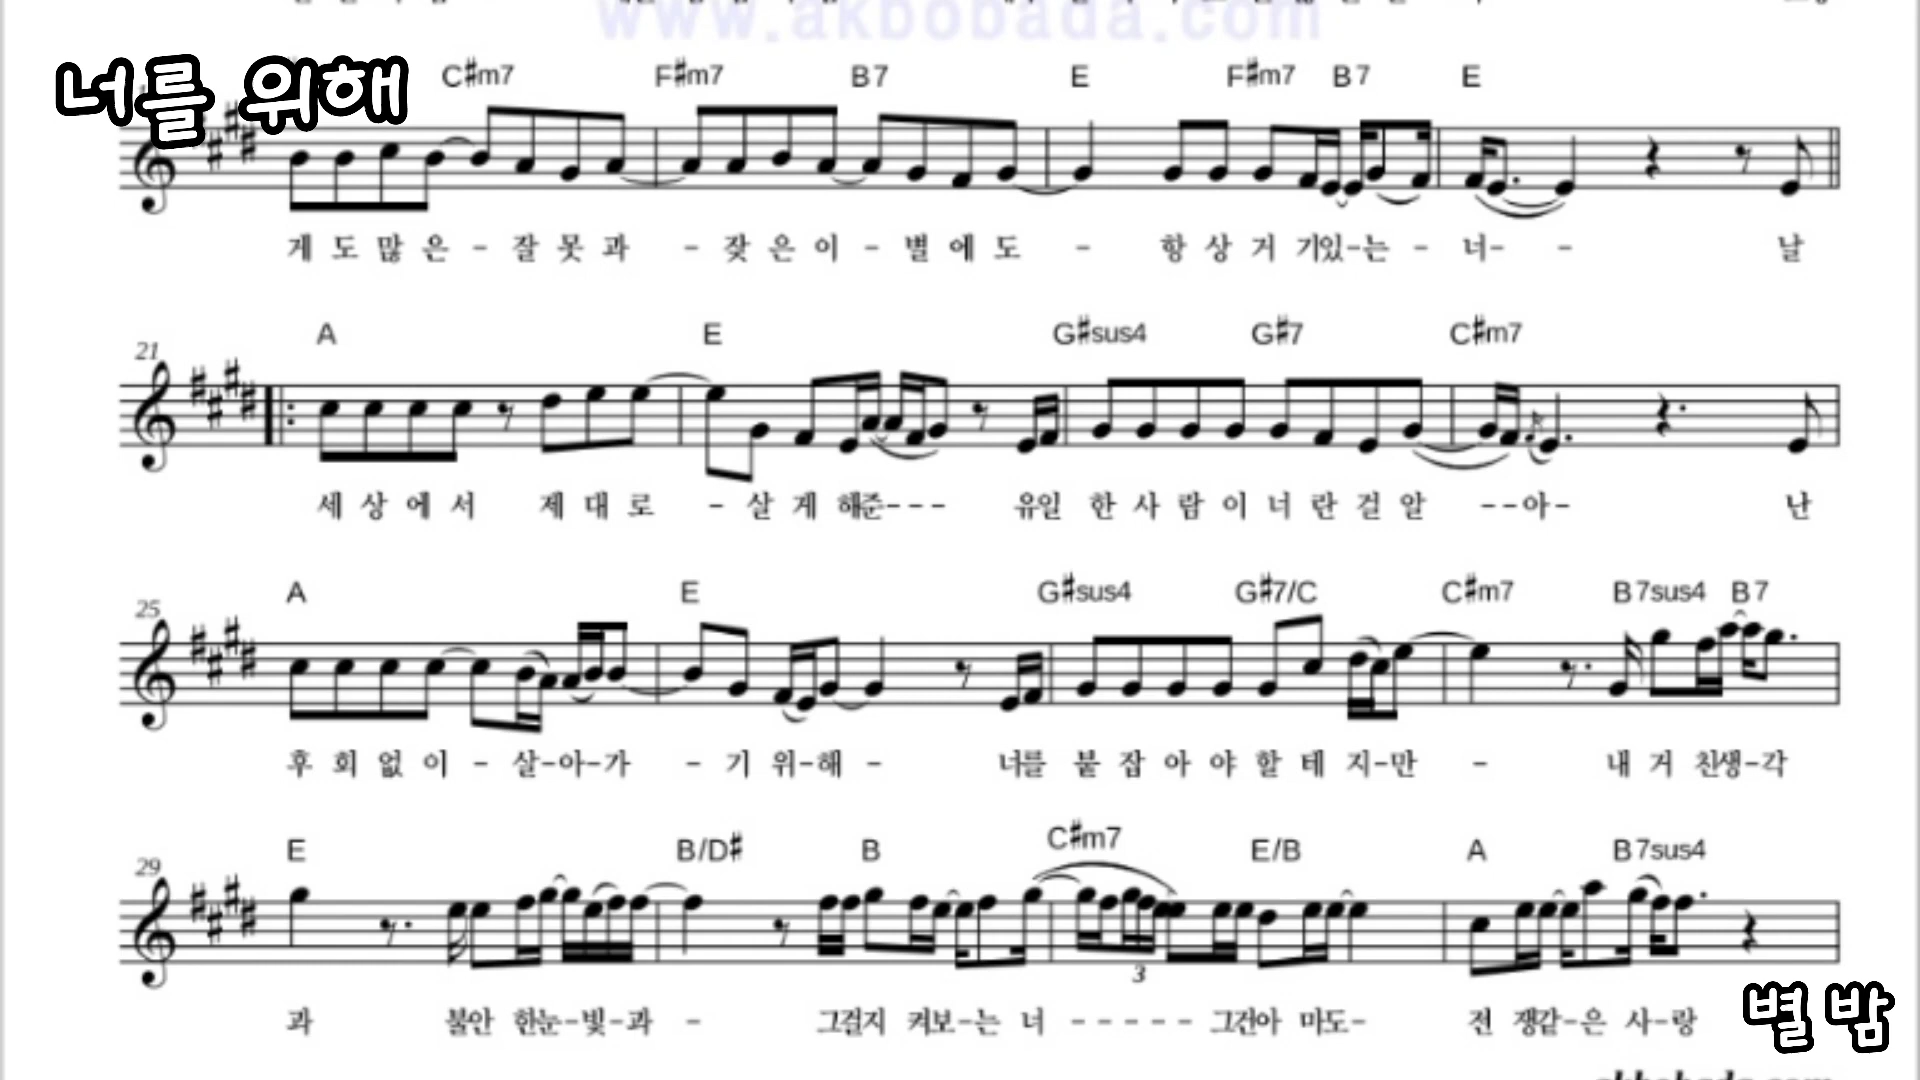 www.akbobada.com
너를 위해
C#m7 F#m7 B7 E F#m7 B7 E
게 도 많 은 - 잘 못 과 - 잦 은 이 - 별 에 도 - 항 상 거 기있-는 - 너- - 날
21
A E G#sus4 G#7 C#m7
세 상 에 서 제 대 로 - 살 게 해준--- 유일 한 사 람 이 너 란 걸 알 --아- 난
25
A E G#sus4 G#7/C C#m7 B7sus4 B7
후 회 없 이 - 살-아-가 - 기 위-해 - 너를 붙 잡 아 야 할 테 지-만 - 내 거 친생-각
29
E B/D# B C#m7 E/B A B7sus4
3
과 불안 한눈-빛-과 - 그걸지 켜보-는 너 ----- 그건아 마도- 전 쟁같-은 사-랑
별 밤